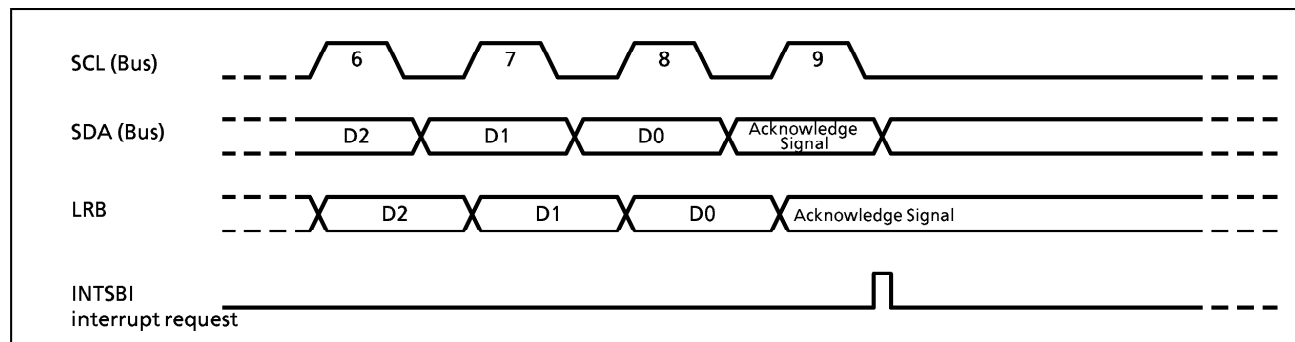 SCL (Bus)
6
7
8
9
SDA (Bus)
D2
D1
D0
Acknowledge
Signal
LRB
D2
D1
D0
Acknowledge Signal
INTSBI
interrupt request